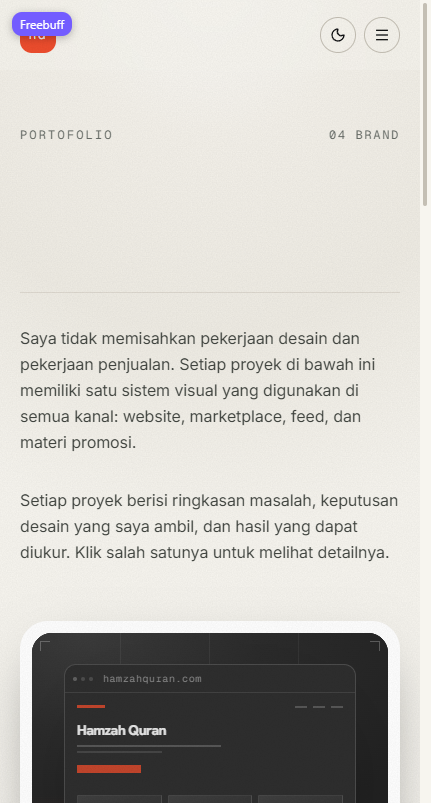 Freebuff
PORTOFOLIO
04 BRAND
Saya tidak memisahkan pekerjaan desain dan
pekerjaan penjualan. Setiap proyek di bawah ini
memiliki satu sistem visual yang digunakan di
semua kanal: website, marketplace, feed, dan
materi promosi.
Setiap proyek berisi ringkasan masalah, keputusan
desain yang saya ambil, dan hasil yang dapat
diukur. Klik salah satunya untuk melihat detailnya.
hamzahquran.com
Hamzah Quran